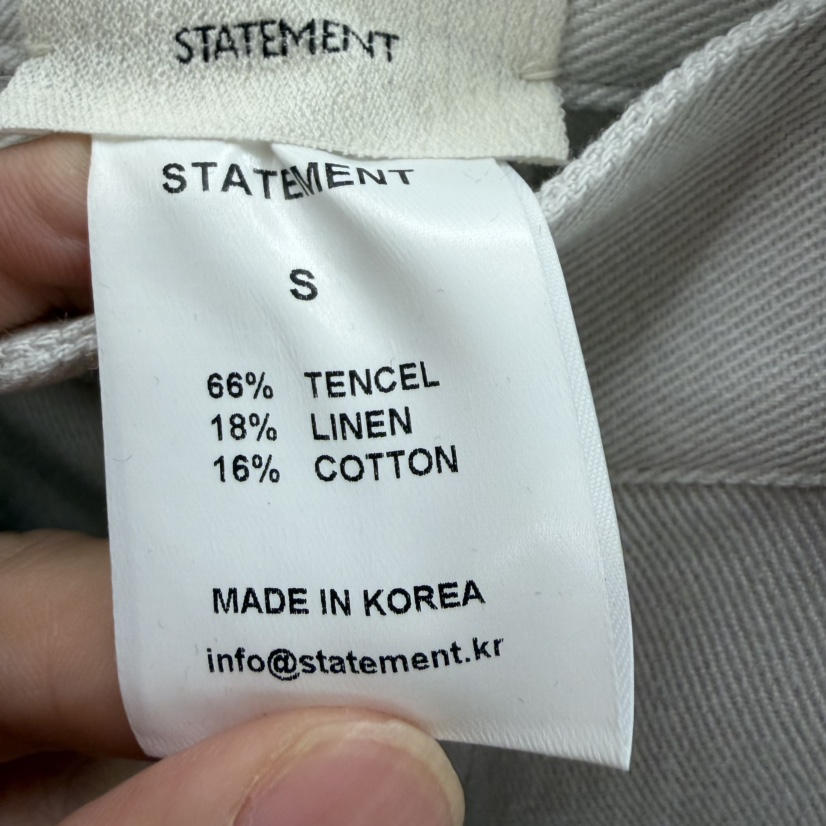 STATEMENT
STATEMENT
S
66% TENCEL
18% LINEN
16% COTTON
MADE IN KOREA
info@statement.kr